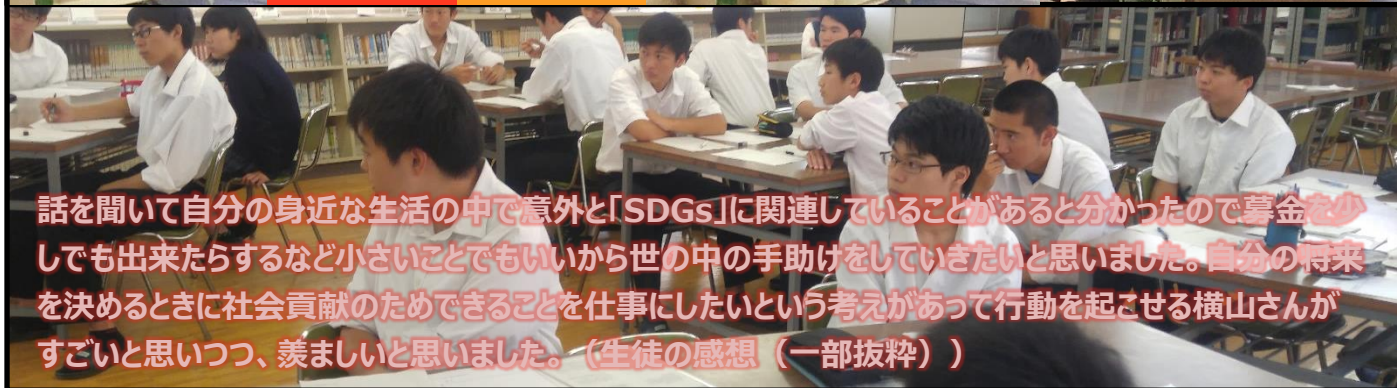 話を聞いて自分の身近な生活の中で意外と「SDGs」に関連していることがあると分かったので募金を少
しでも出来たらするなど小さいことでもいいから世の中の手助けをしていきたいと思いました。自分の将来
を決めるときに社会貢献のためできることを仕事にしたいという考えがあって行動を起こせる横山さんが
すごいと思いつつ、羨ましいと思いました。（生徒の感想（一部抜粋））